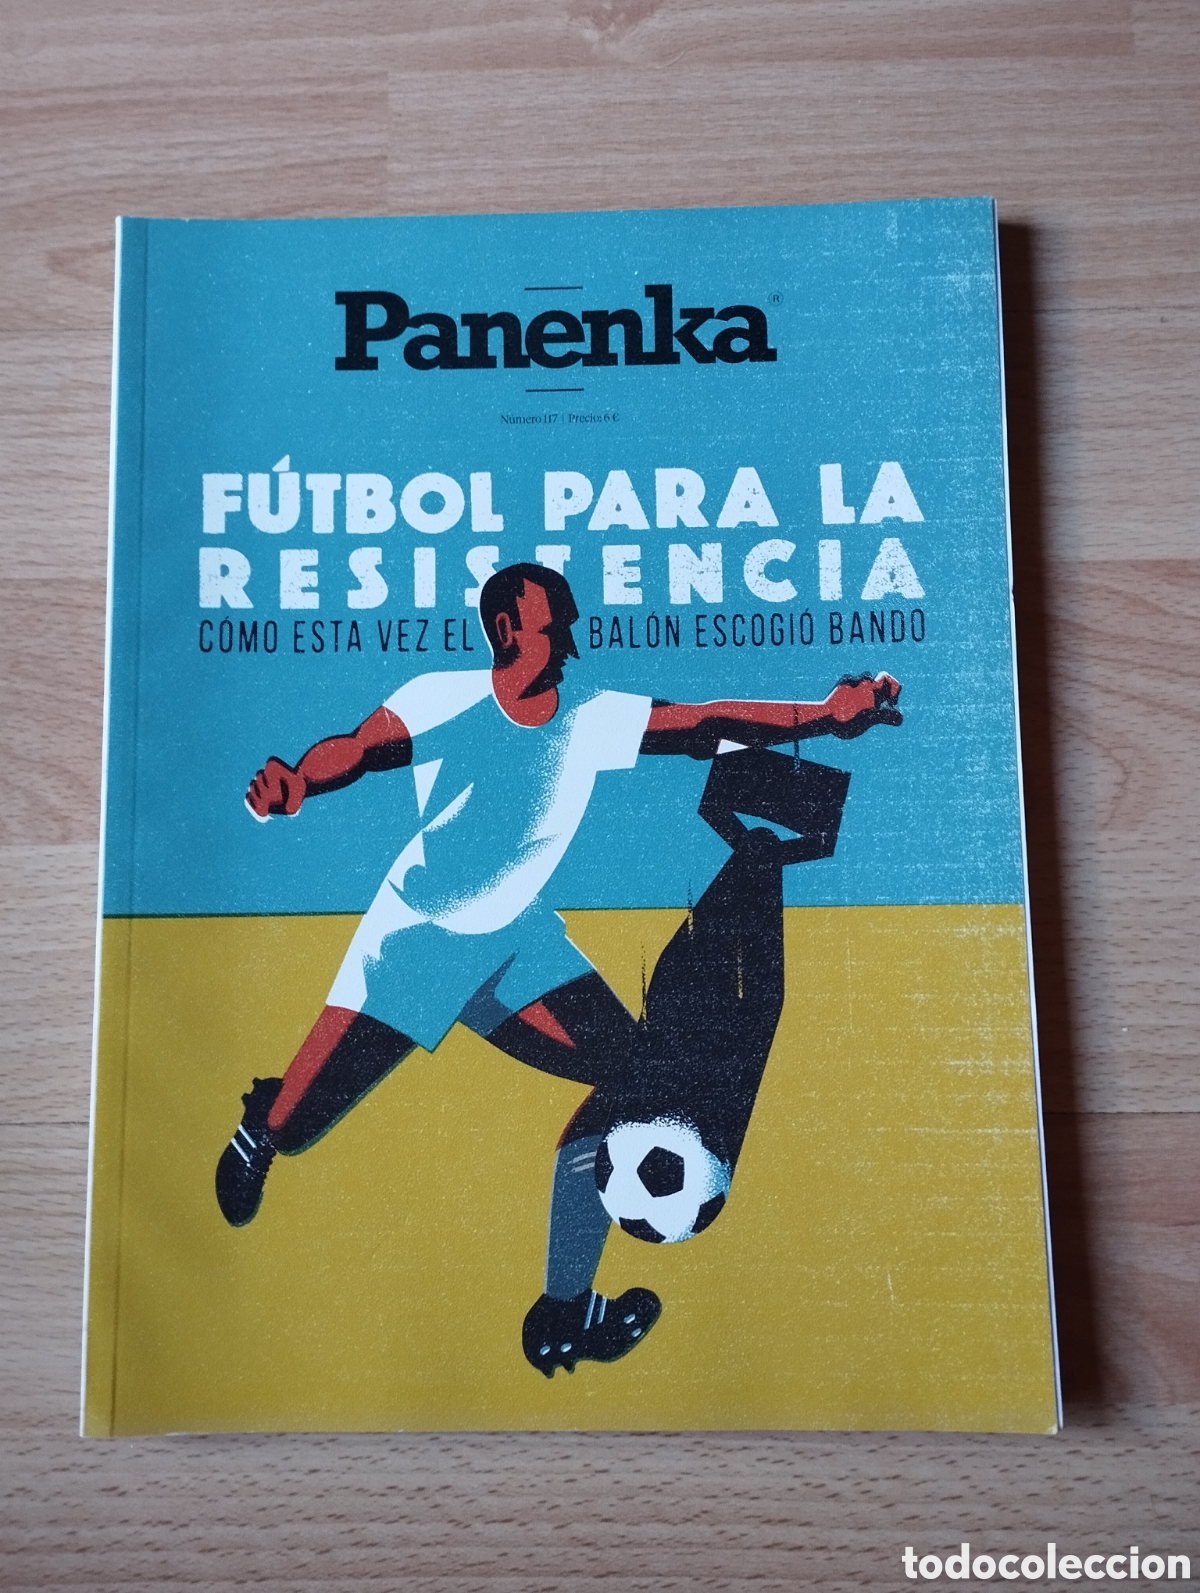 Panenka®
Número 117 | Precio: 6 €
FÚTBOL PARA LA
RESISTENCIA
CÓMO ESTA VEZ EL BALÓN ESCOGIÓ BANDO
todocoleccion